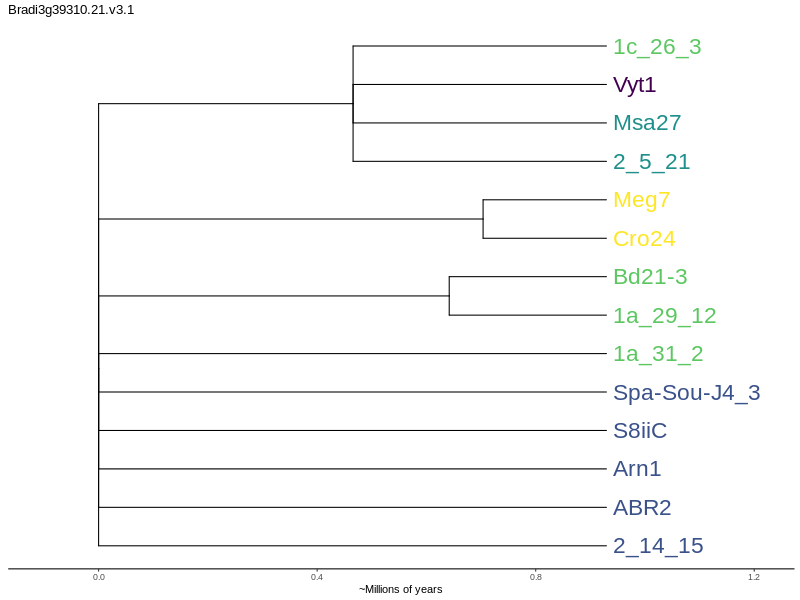 Bradi3g39310.21.v3.1
1c_26_3
Vyt1
Msa27
2_5_21
Meg7
Cro24
Bd21-3
1a_29_12
1a_31_2
Spa-Sou-J4_3
S8iiC
Arn1
ABR2
2_14_15
0.0 0.4 0.8 1.2
~Millions of years